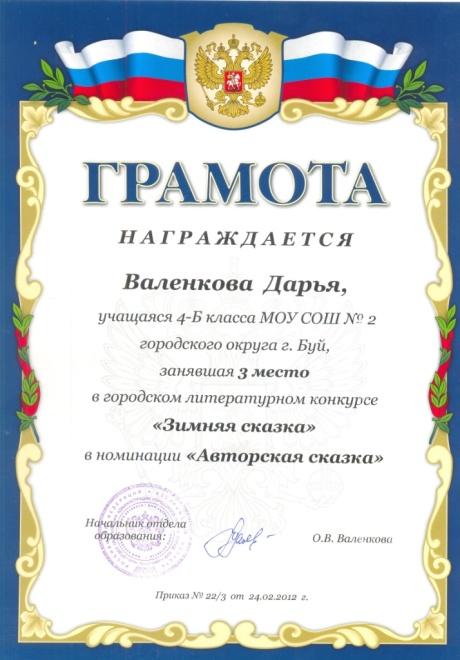 ГРАМОТА
НАГРАЖДАЕТСЯ
Валенкова Дарья,
учащаяся 4-Б класса МОУ СОШ № 2
городского округа г. Буй,
занявшая 3 место
в городском литературном конкурсе
«Зимняя сказка»
в номинации «Авторская сказка»
Начальник отдела
образования:
О.В. Валенкова
Приказ № 22/3 от 24.02.2012 г.